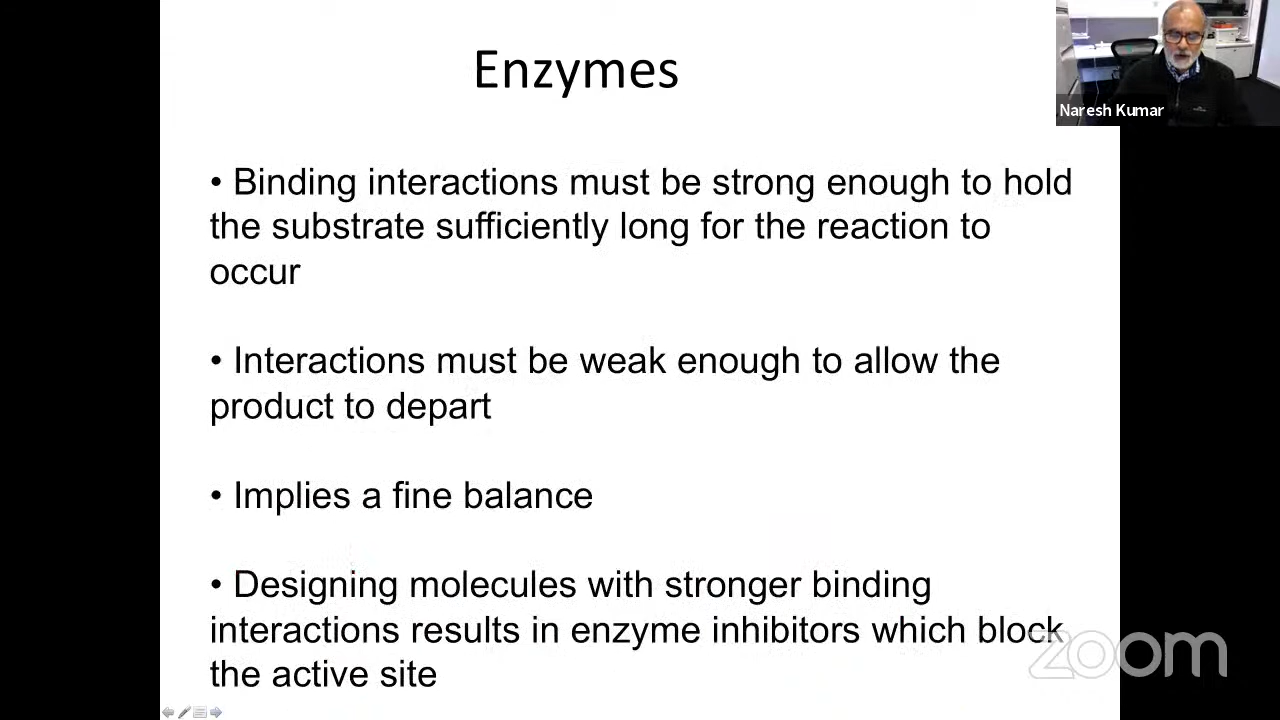 Enzymes
Naresh Kumar
• Binding interactions must be strong enough to hold
the substrate sufficiently long for the reaction to
occur
• Interactions must be weak enough to allow the
product to depart
• Implies a fine balance
• Designing molecules with stronger binding
interactions results in enzyme inhibitors which block
the active site
zoom